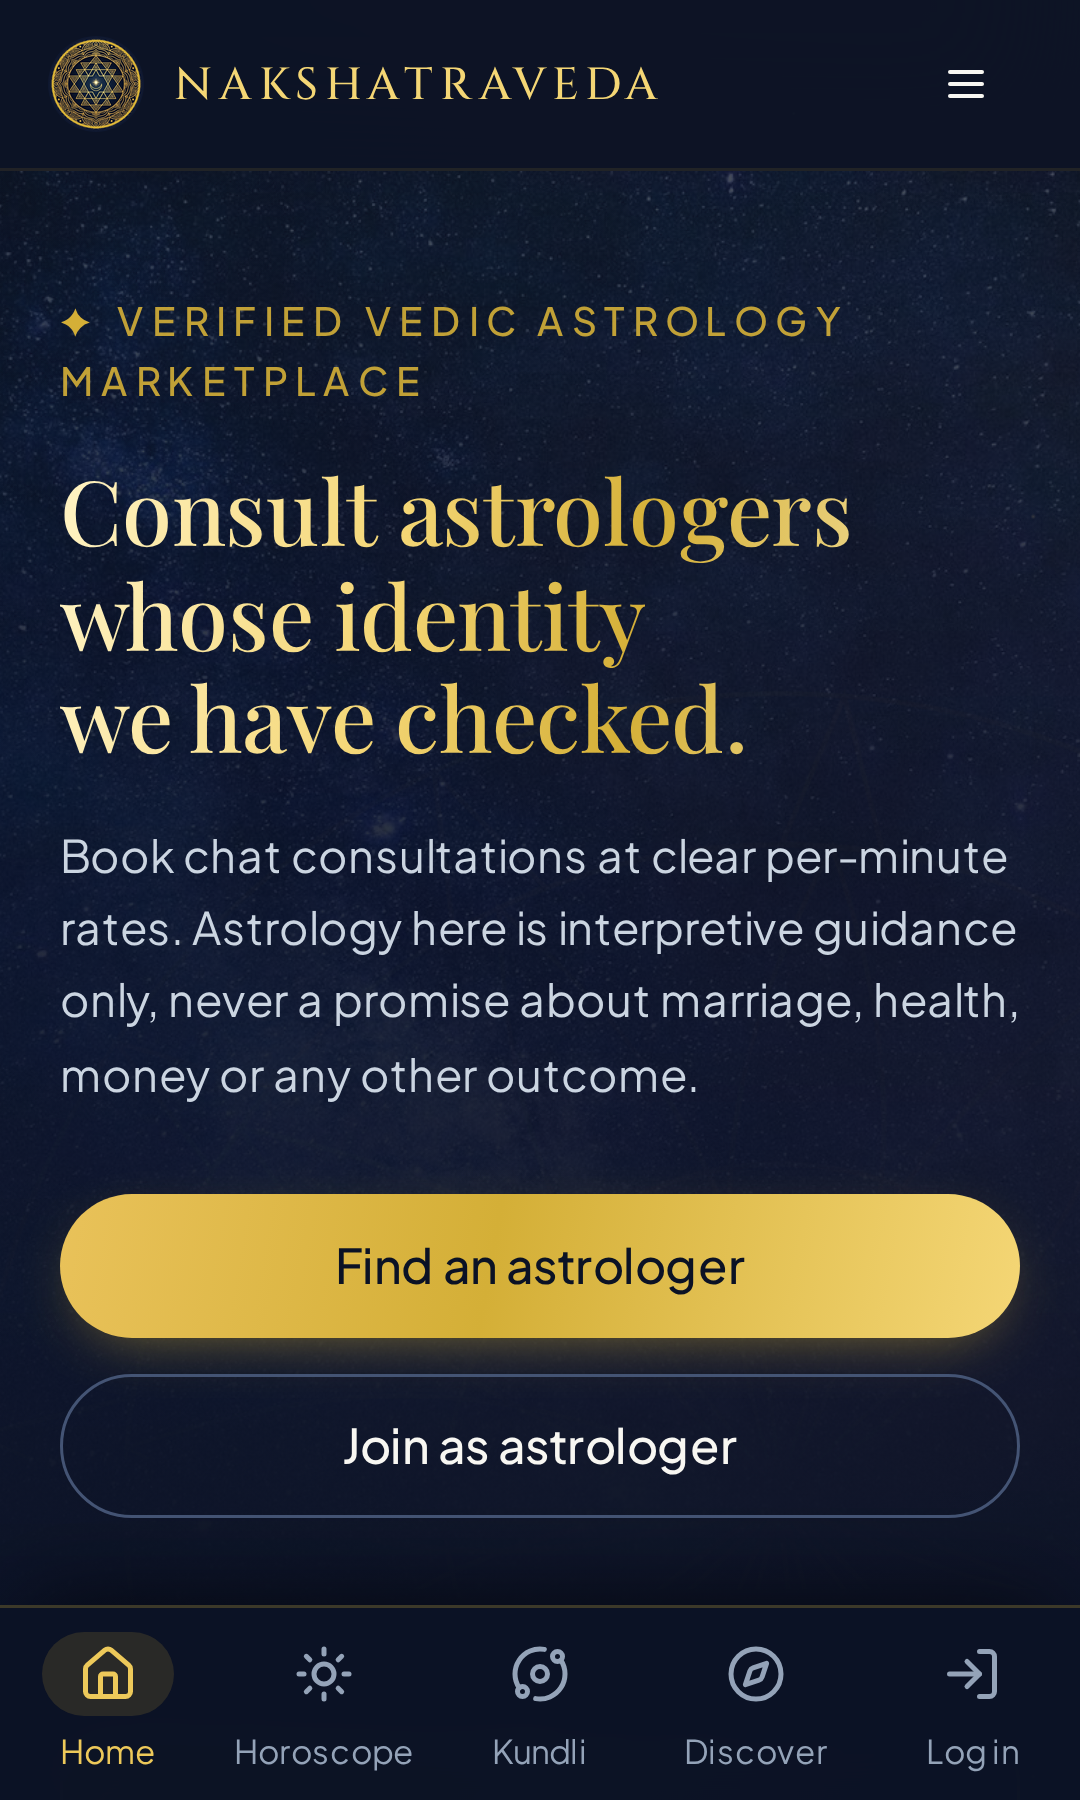 NAKSHATRAVEDA
✦ VERIFIED VEDIC ASTROLOGY
MARKETPLACE
Consult astrologers
whose identity
we have checked.
Book chat consultations at clear per-minute
rates. Astrology here is interpretive guidance
only, never a promise about marriage, health,
money or any other outcome.
Find an astrologer
Join as astrologer
Home Horoscope Kundli Discover Log in